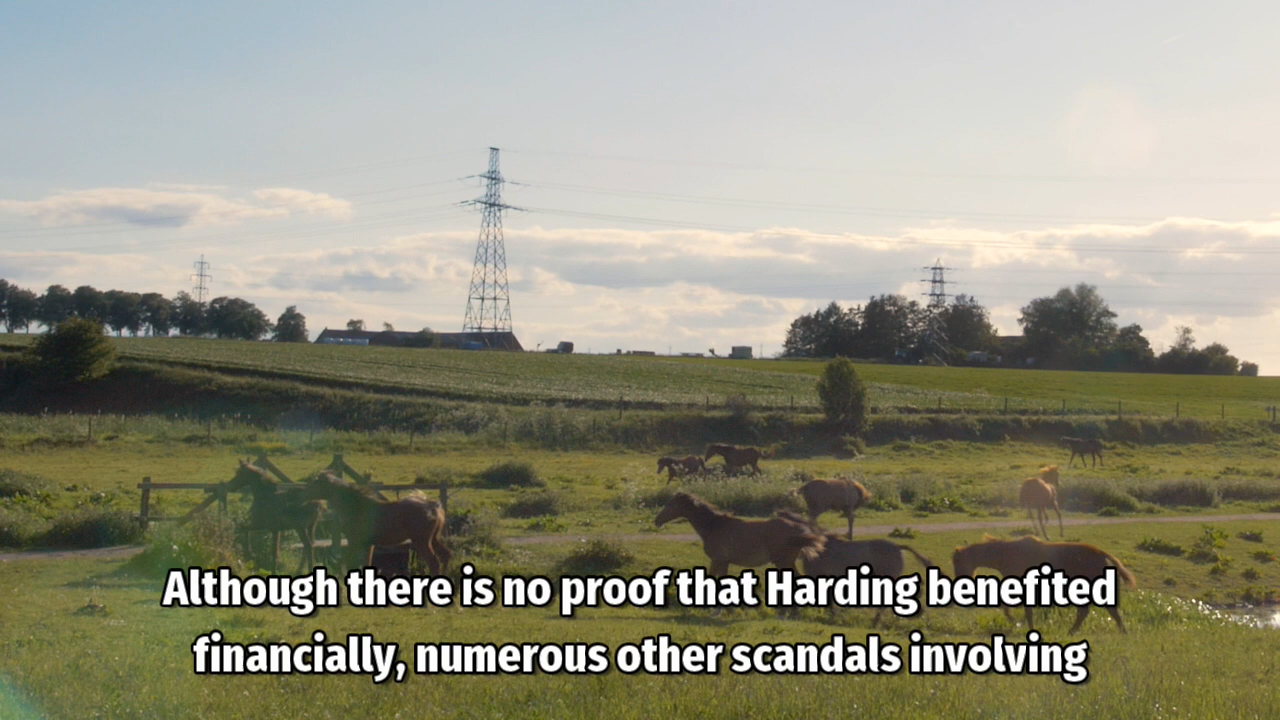 Although there is no proof that Harding benefited
financially, numerous other scandals involving